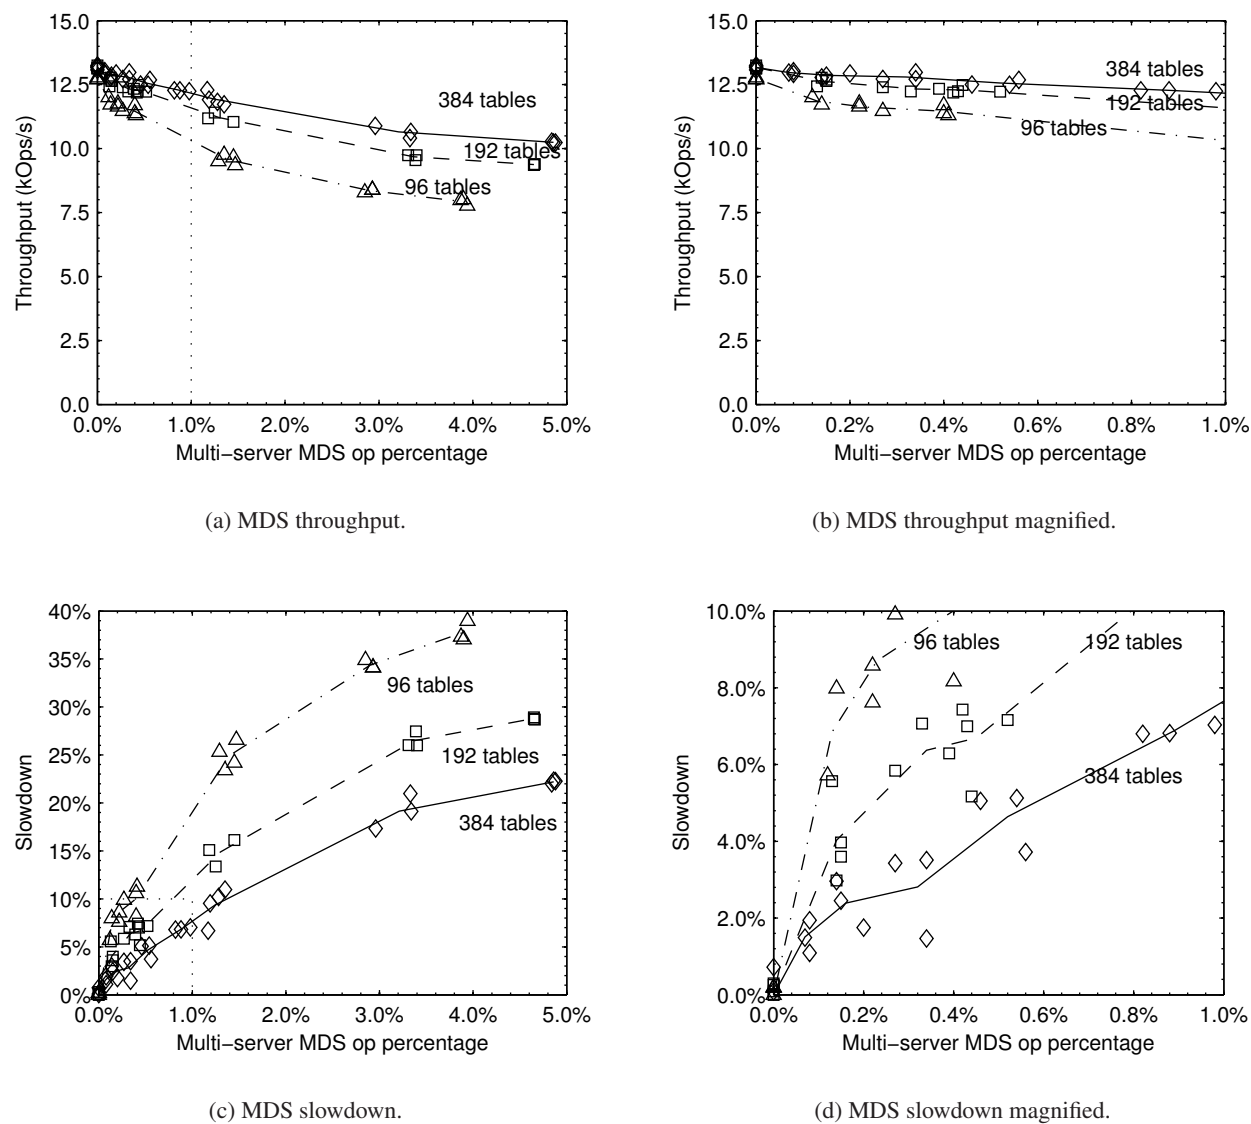 15.0
12.5
10.0
7.5
5.0
2.5
0.0
Throughput (kOps/s)
384 tables
192 tables
96 tables
0.0% 1.0% 2.0% 3.0% 4.0% 5.0%
Multi−server MDS op percentage
(a) MDS throughput.
15.0
12.5
10.0
7.5
5.0
2.5
0.0
Throughput (kOps/s)
384 tables
192 tables
96 tables
0.0% 0.2% 0.4% 0.6% 0.8% 1.0%
Multi−server MDS op percentage
(b) MDS throughput magnified.
40%
35%
30%
25%
20%
15%
10%
5%
0%
Slowdown
96 tables
192 tables
384 tables
0.0% 1.0% 2.0% 3.0% 4.0% 5.0%
Multi−server MDS op percentage
(c) MDS slowdown.
10.0%
8.0%
6.0%
4.0%
2.0%
0.0%
Slowdown
96 tables
192 tables
384 tables
0.0% 0.2% 0.4% 0.6% 0.8% 1.0%
Multi−server MDS op percentage
(d) MDS slowdown magnified.